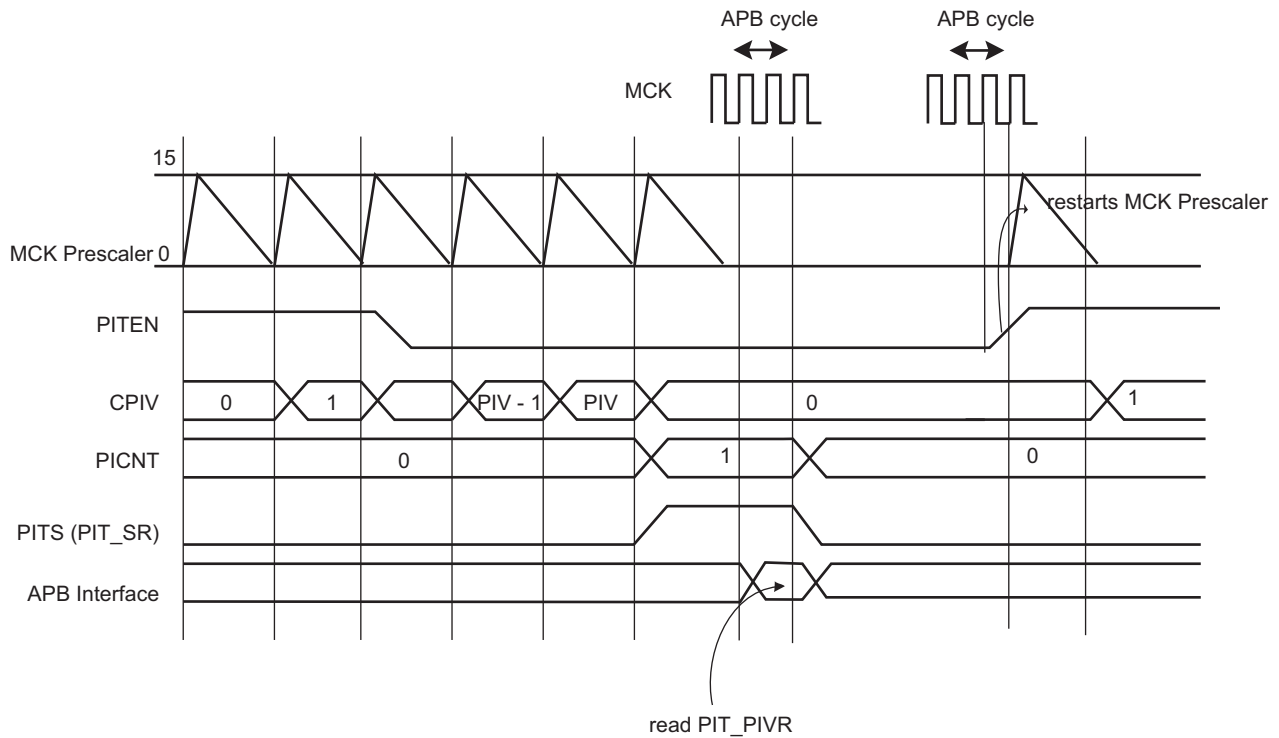 APB cycle
APB cycle
MCK
15
restarts MCK Prescaler
MCK Prescaler 0
PITEN
CPIV 0 1 PIV - 1 PIV 0 1
PICNT 0 1 0
PITS (PIT_SR)
APB Interface
read PIT_PIVR